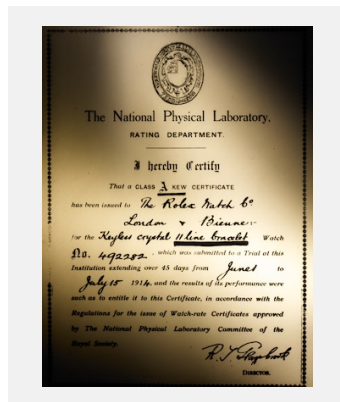 The National Physical Laboratory,
RATING DEPARTMENT.
I hereby Certify
That a CLASS A KEW CERTIFICATE
has been issued to The Rolex Watch Co
London & Bienne
for the Keyless crystal 11 line bracelet Watch
No. 492282, which was submitted to a Trial at this
Institution extending over 45 days from June 1 to
July 15 1914, and the results of its performance were
such as to entitle it to this Certificate, in accordance with the
Regulations for the issue of Watch-rate Certificates approved
by The National Physical Laboratory Committee of the
Royal Society.
DIRECTOR.